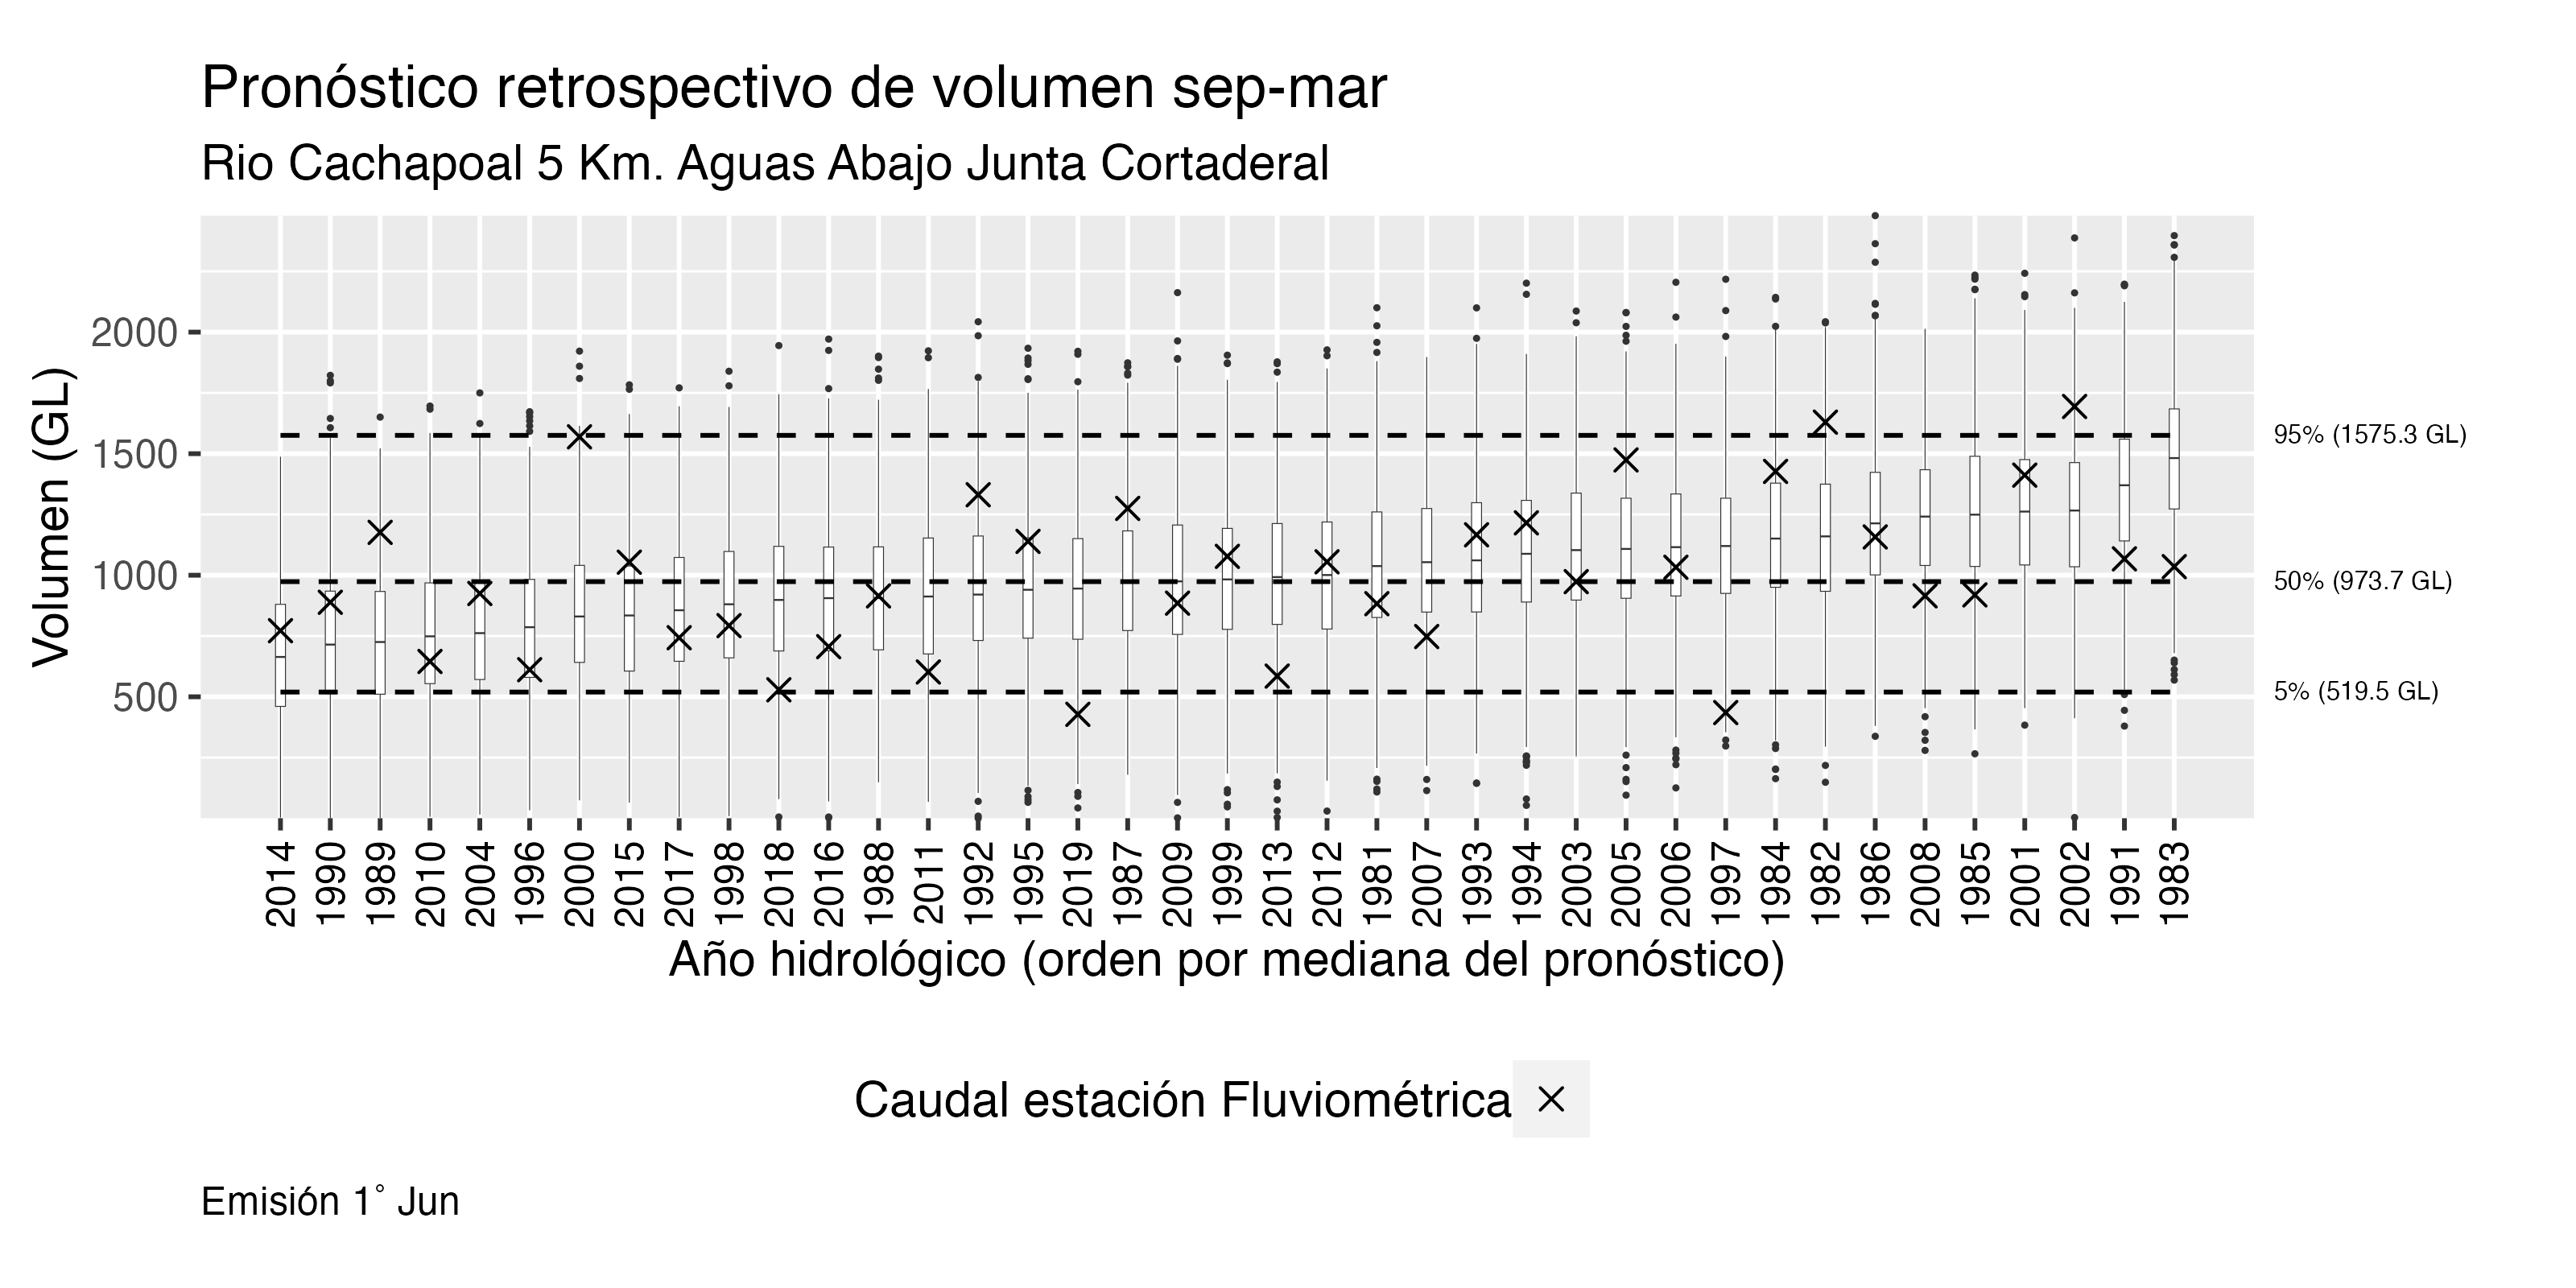 Pronóstico retrospectivo de volumen sep-mar
Rio Cachapoal 5 Km. Aguas Abajo Junta Cortaderal
Volumen (GL)
2000
1500
1000
500
95% (1575.3 GL)
50% (973.7 GL)
5% (519.5 GL)
2014 1990 1989 2010 2004 1996 2000 2015 2017 1998 2018 2016 1988 2011 1992 1995 2019 1987 2009 1999 2013 2012 1981 2007 1993 1994 2003 2005 2006 1997 1984 1982 1986 2008 1985 2001 2002 1991 1983
Año hidrológico (orden por mediana del pronóstico)
Caudal estación Fluviométrica
Emisión 1° Jun